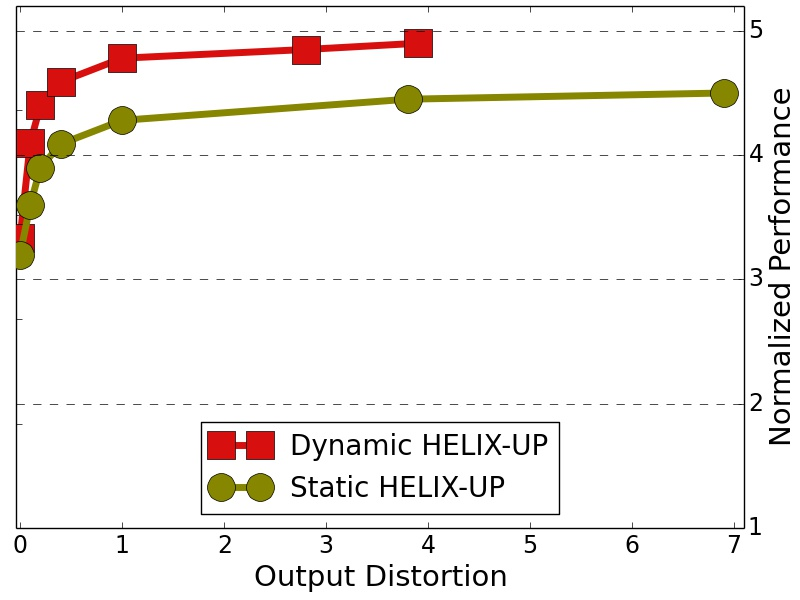 5
4
3
2
1
Normalized Performance
Dynamic HELIX-UP
Static HELIX-UP
0 1 2 3 4 5 6 7
Output Distortion